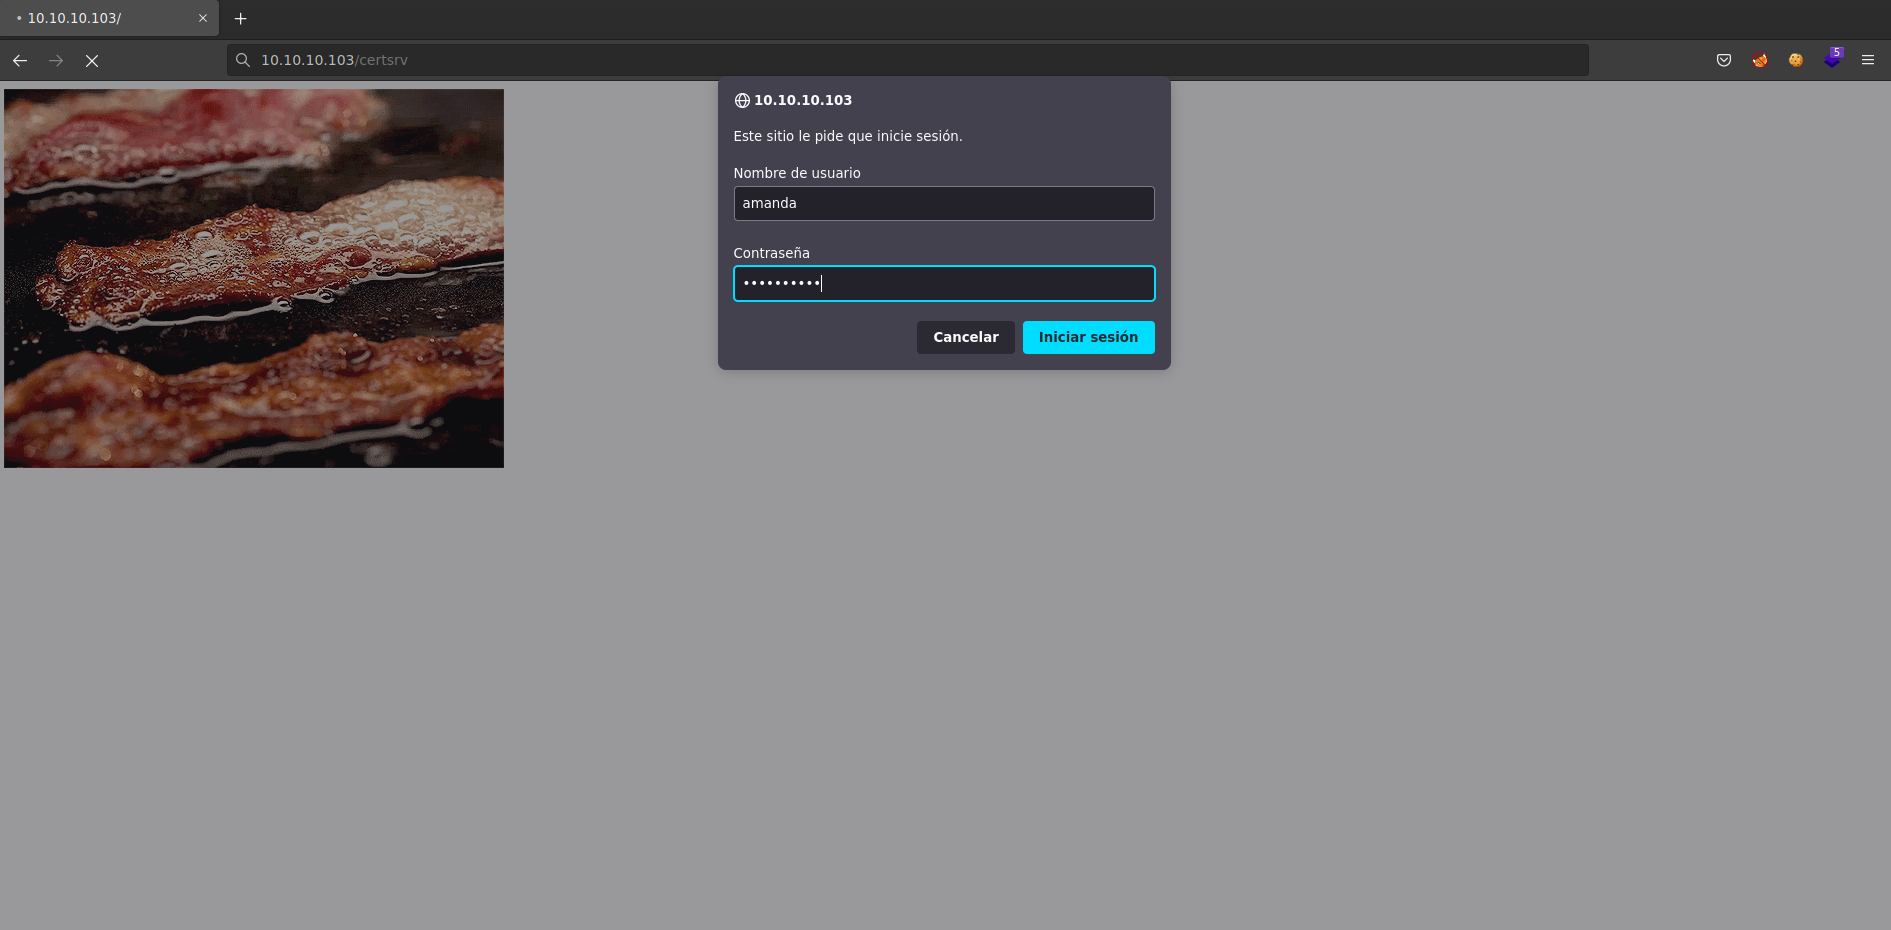 10.10.10.103/
10.10.10.103/certsrv
5
10.10.10.103
Este sitio le pide que inicie sesión.
Nombre de usuario
amanda
Contraseña
••••••••••
Cancelar
Iniciar sesión